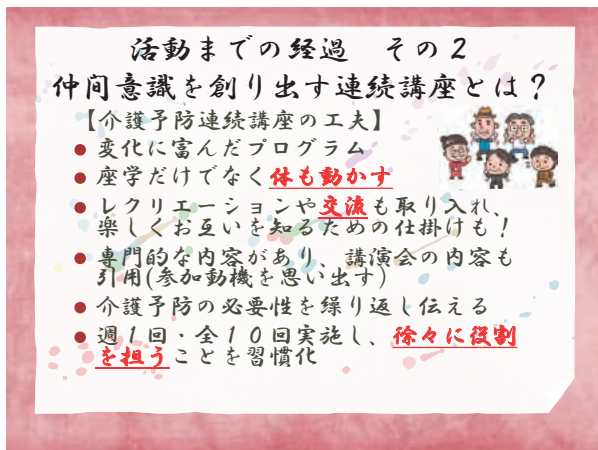 活動までの経過　その２
仲間意識を創り出す連続講座とは？
【介護予防連続講座の工夫】
● 変化に富んだプログラム
● 座学だけでなく体も動かす
● レクリエーションや交流も取り入れ、
楽しくお互いを知るための仕掛けも！
● 専門的な内容があり、講演会の内容も
引用(参加動機を思い出す)
● 介護予防の必要性を繰り返し伝える
● 週１回・全１０回実施し、徐々に役割
を担うことを習慣化